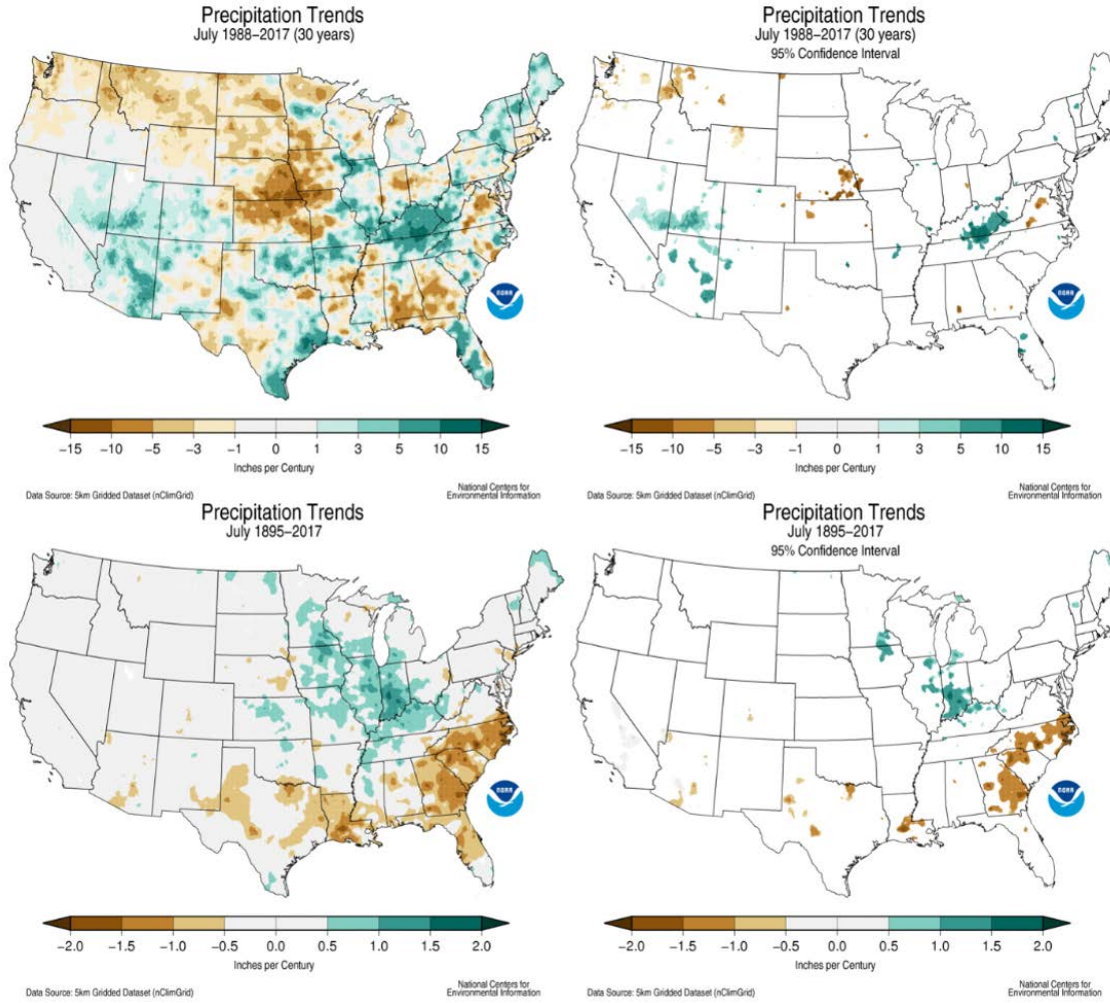 Precipitation Trends
July 1988–2017 (30 years)
NOAA
−15 −10 −5 −3 −1 0 1 3 5 10 15
Inches per Century
Data Source: 5km Gridded Dataset (nClimGrid)
National Centers for
Environmental Information
Precipitation Trends
July 1988–2017 (30 years)
95% Confidence Interval
NOAA
−15 −10 −5 −3 −1 0 1 3 5 10 15
Inches per Century
Data Source: 5km Gridded Dataset (nClimGrid)
National Centers for
Environmental Information
Precipitation Trends
July 1895–2017
NOAA
−2.0 −1.5 −1.0 −0.5 0.0 0.5 1.0 1.5 2.0
Inches per Century
Data Source: 5km Gridded Dataset (nClimGrid)
National Centers for
Environmental Information
Precipitation Trends
July 1895–2017
95% Confidence Interval
NOAA
−2.0 −1.5 −1.0 −0.5 0.0 0.5 1.0 1.5 2.0
Inches per Century
Data Source: 5km Gridded Dataset (nClimGrid)
National Centers for
Environmental Information